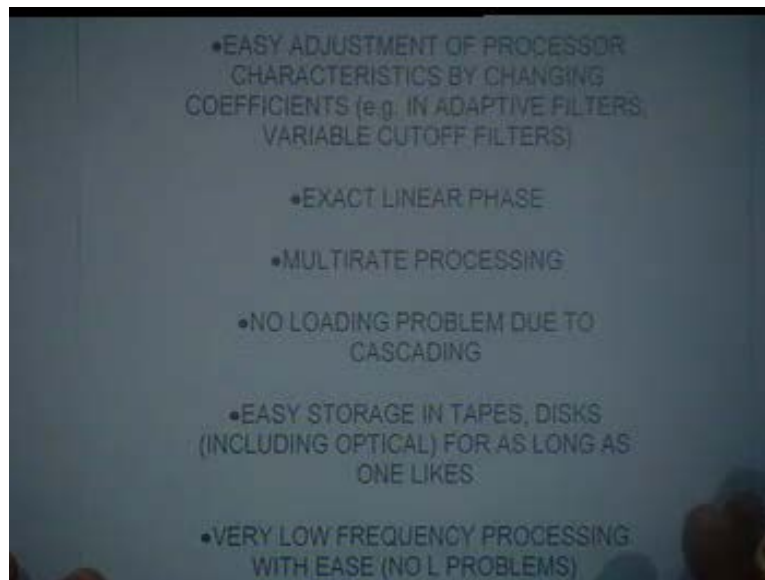 •EASY ADJUSTMENT OF PROCESSOR
CHARACTERISTICS BY CHANGING
COEFFICIENTS (e.g. IN ADAPTIVE FILTERS,
VARIABLE CUTOFF FILTERS)
•EXACT LINEAR PHASE
•MULTIRATE PROCESSING
•NO LOADING PROBLEM DUE TO
CASCADING
•EASY STORAGE IN TAPES, DISKS
(INCLUDING OPTICAL) FOR AS LONG AS
ONE LIKES
•VERY LOW FREQUENCY PROCESSING
WITH EASE (NO L PROBLEMS)